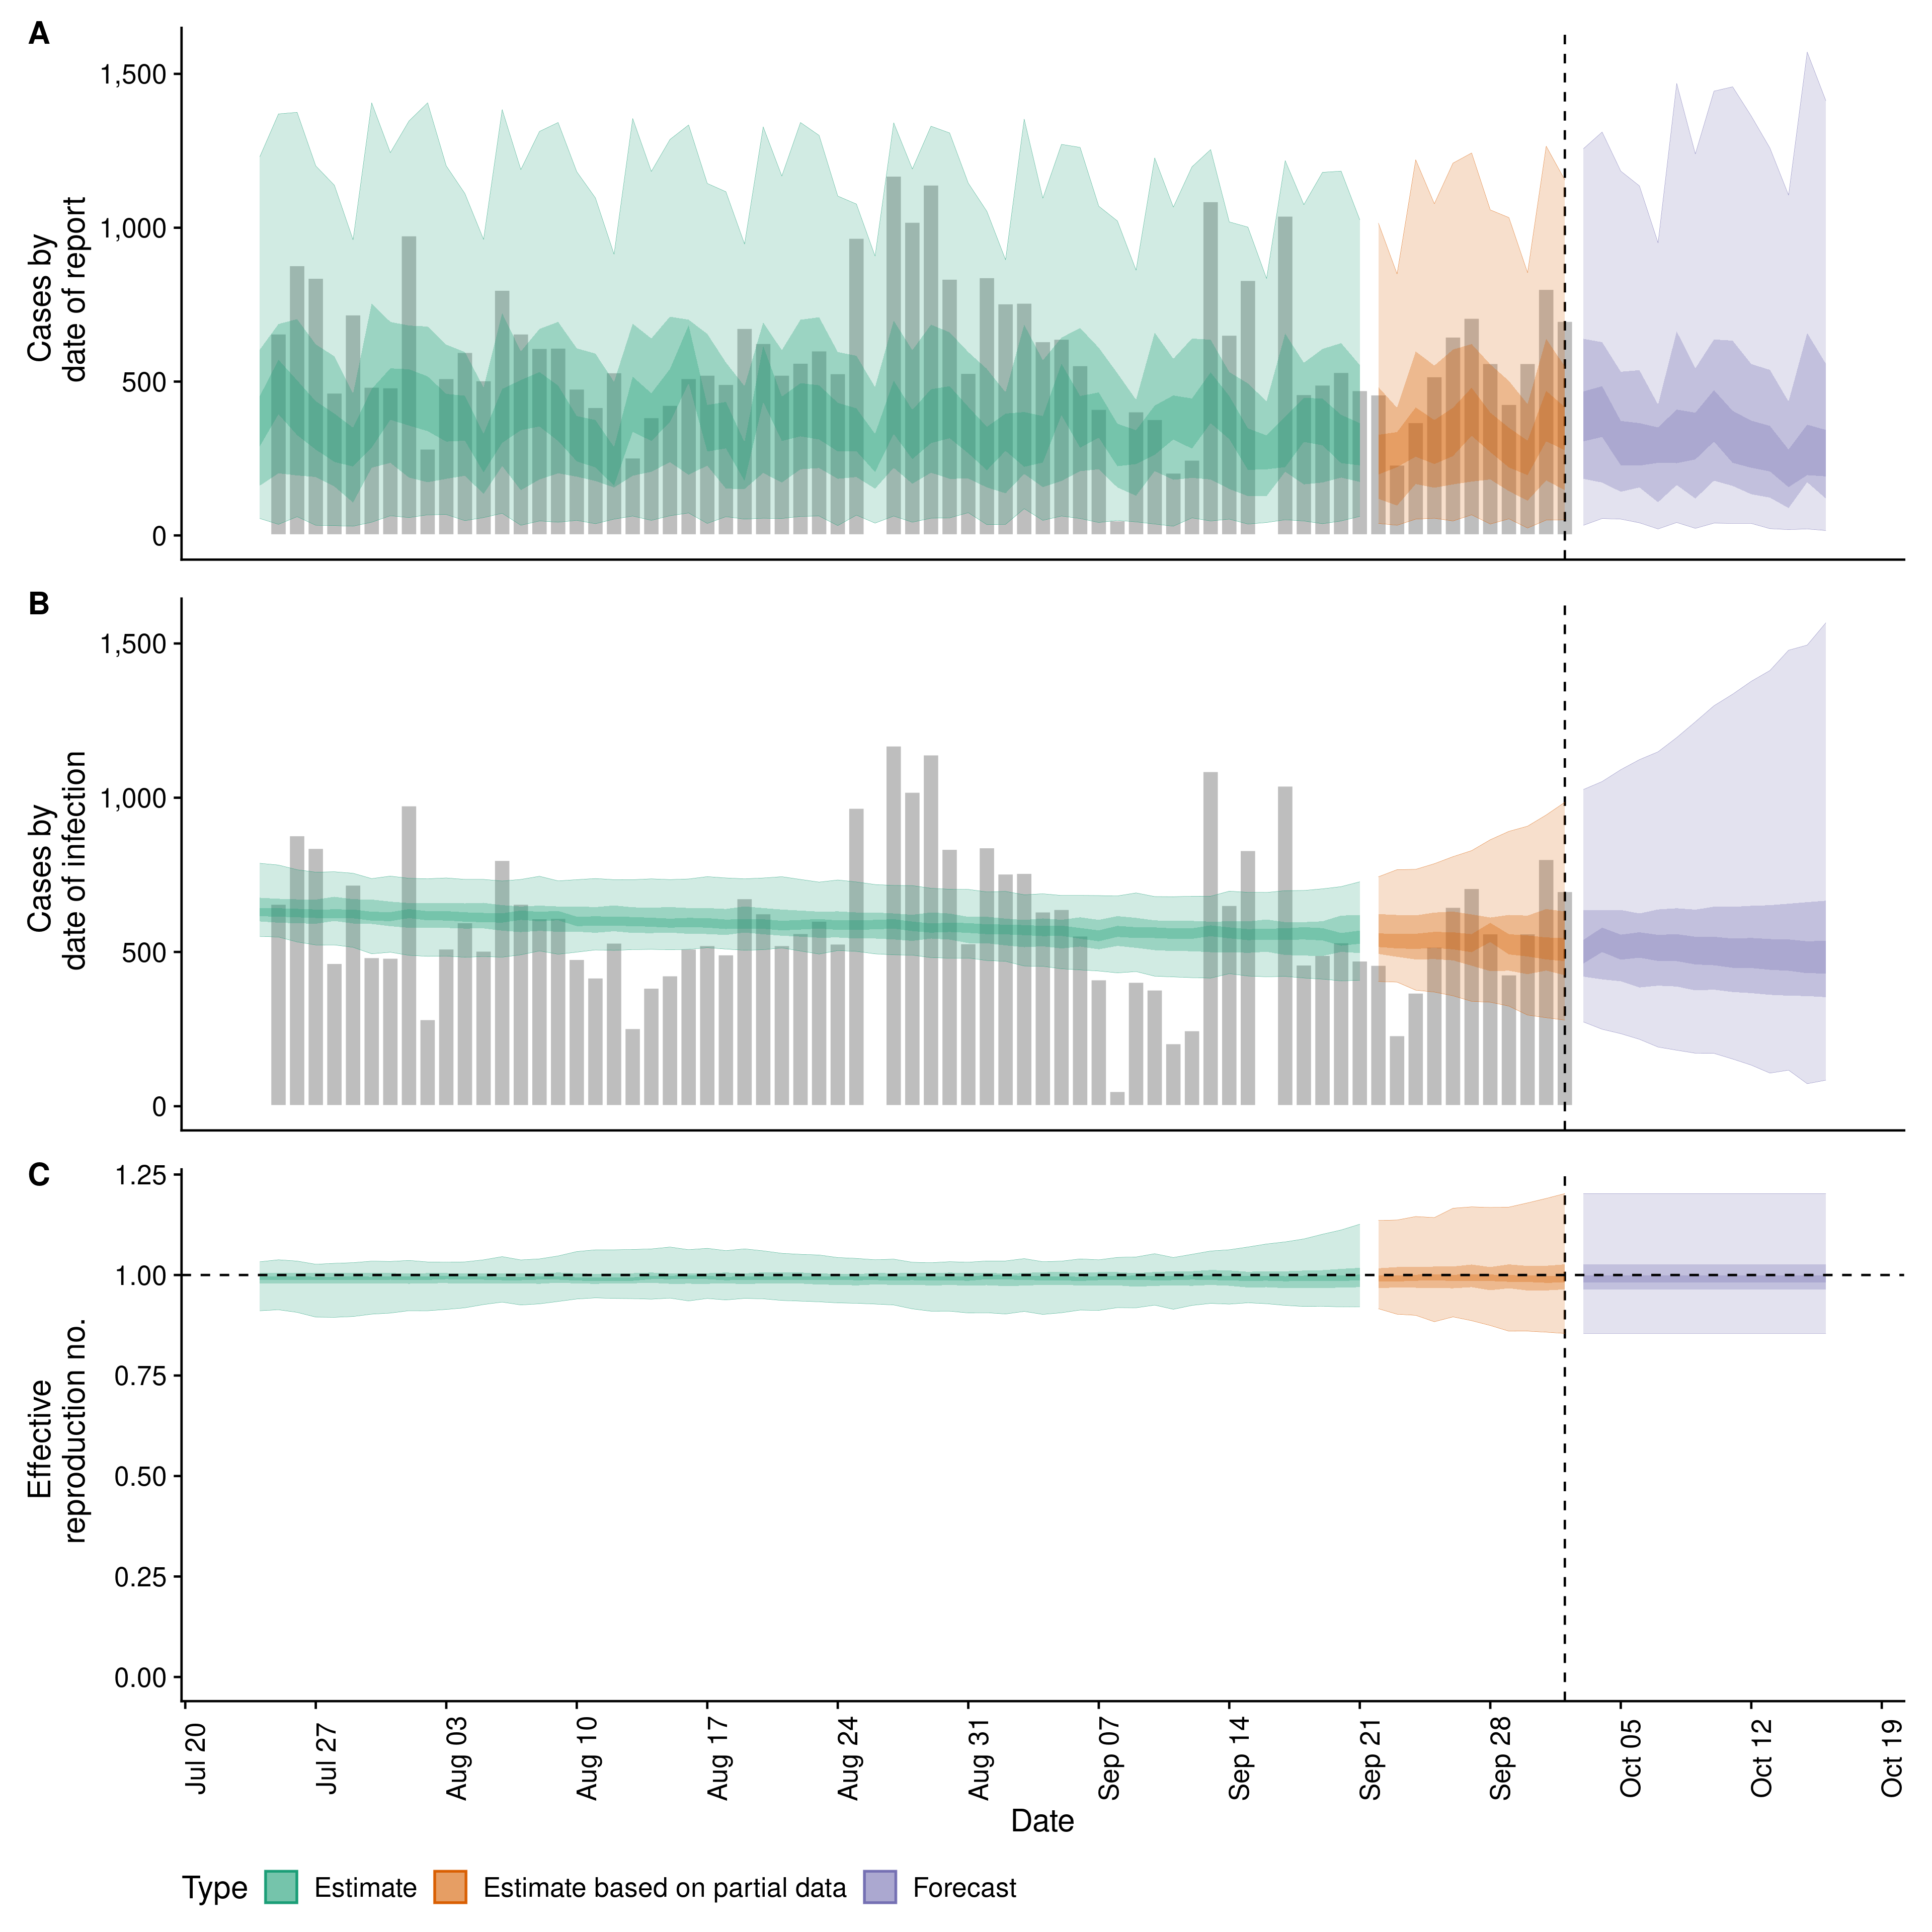 A
1,500
1,000
500
0
Cases by
date of report
B
1,500
1,000
500
0
Cases by
date of infection
C
1.25
1.00
0.75
0.50
0.25
0.00
Effective
reproduction no.
Jul 20
Jul 27
Aug 03
Aug 10
Aug 17
Aug 24
Aug 31
Sep 07
Sep 14
Sep 21
Sep 28
Oct 05
Oct 12
Oct 19
Date
Type Estimate Estimate based on partial data Forecast